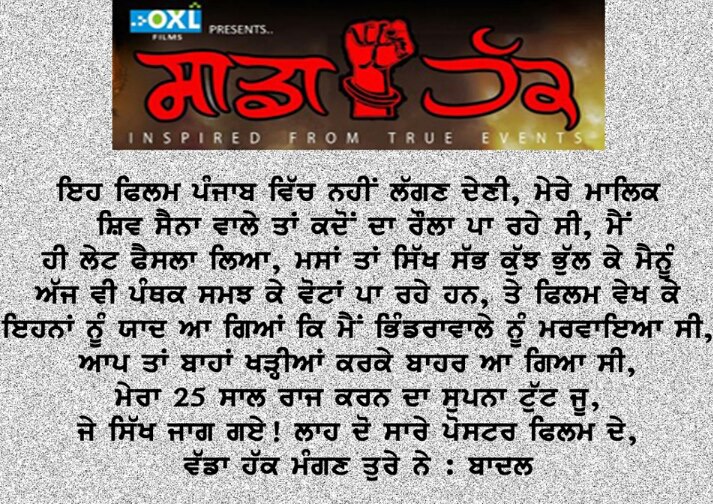 OXL
FILMS
PRESENTS..
ਸਾਡਾ ਹੱਕ
INSPIRED FROM TRUE EVENTS
ਇਹ ਫਿਲਮ ਪੰਜਾਬ ਵਿੱਚ ਨਹੀਂ ਲੱਗਣ ਦੇਣੀ, ਮੇਰੇ ਮਾਲਿਕ
ਸ਼ਿਵ ਸੈਨਾ ਵਾਲੇ ਤਾਂ ਕਦੋਂ ਦਾ ਰੌਲਾ ਪਾ ਰਹੇ ਸੀ, ਮੈਂ
ਹੀ ਲੇਟ ਫੈਸਲਾ ਲਿਆ, ਮਸਾਂ ਤਾਂ ਸਿੱਖ ਸੱਭ ਕੁੱਝ ਭੁੱਲ ਕੇ ਮੈਨੂੰ
ਅੱਜ ਵੀ ਪੰਥਕ ਸਮਝ ਕੇ ਵੋਟਾਂ ਪਾ ਰਹੇ ਹਨ, ਤੇ ਫਿਲਮ ਵੇਖ ਕੇ
ਇਹਨਾਂ ਨੂੰ ਯਾਦ ਆ ਗਿਆਂ ਕਿ ਮੈਂ ਭਿੰਡਰਾਵਾਲੇ ਨੂੰ ਮਰਵਾਇਆ ਸੀ,
ਆਪ ਤਾਂ ਬਾਹਾਂ ਖੜ੍ਹੀਆਂ ਕਰਕੇ ਬਾਹਰ ਆ ਗਿਆ ਸੀ,
ਮੇਰਾ 25 ਸਾਲ ਰਾਜ ਕਰਨ ਦਾ ਸੁਪਨਾ ਟੁੱਟ ਜੂ,
ਜੇ ਸਿੱਖ ਜਾਗ ਗਏ! ਲਾਹ ਦੋ ਸਾਰੇ ਪੋਸਟਰ ਫਿਲਮ ਦੇ,
ਵੱਡਾ ਹੱਕ ਮੰਗਣ ਤੁਰੇ ਨੇ : ਬਾਦਲ